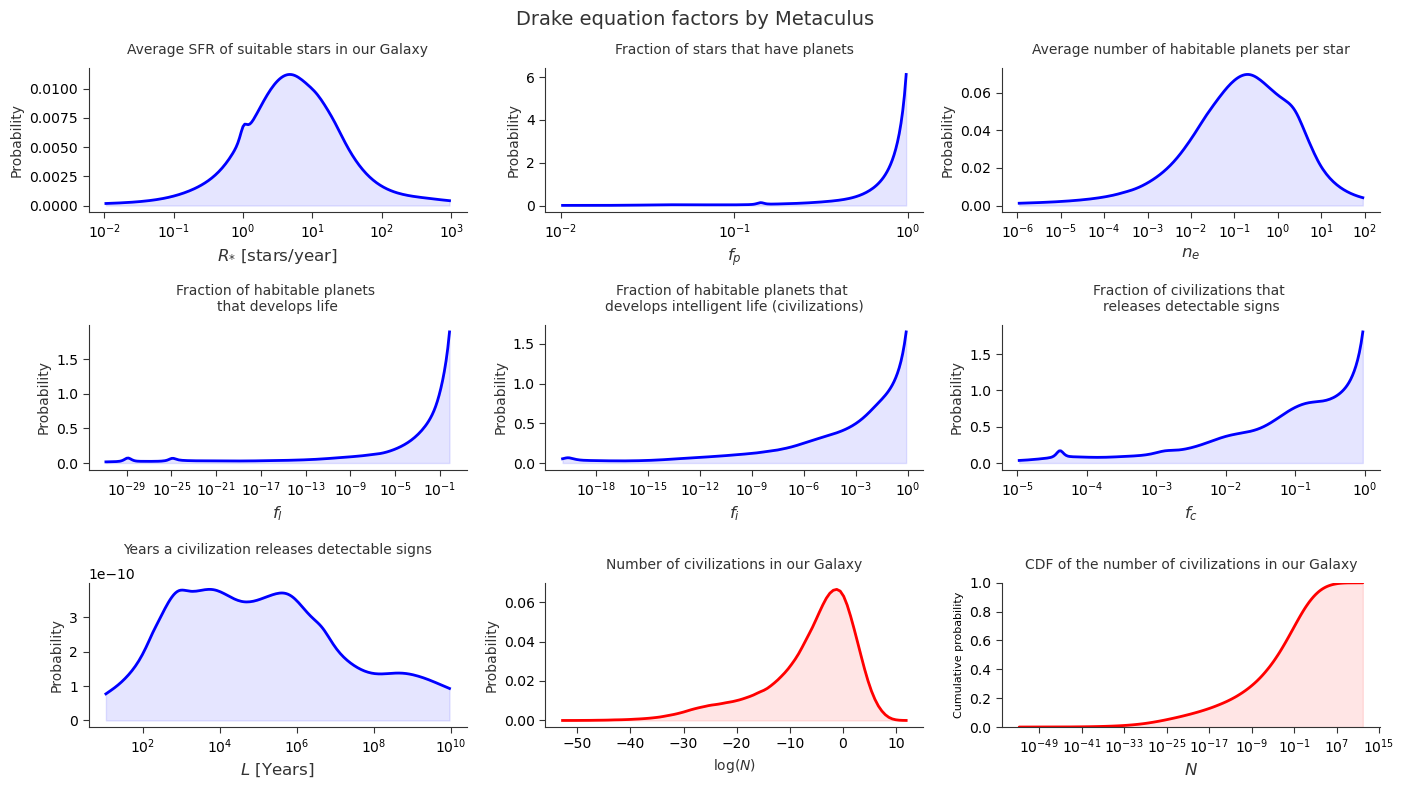 Drake equation factors by Metaculus
Average SFR of suitable stars in our Galaxy
Probability
0.0100
0.0075
0.0050
0.0025
0.0000
10⁻² 10⁻¹ 10⁰ 10¹ 10² 10³
R* [stars/year]
Fraction of stars that have planets
Probability
6
4
2
0
10⁻² 10⁻¹ 10⁰
fₚ
Average number of habitable planets per star
Probability
0.06
0.04
0.02
0.00
10⁻⁶ 10⁻⁵ 10⁻⁴ 10⁻³ 10⁻² 10⁻¹ 10⁰ 10¹ 10²
nₑ
Fraction of habitable planets
that develops life
Probability
1.5
1.0
0.5
0.0
10⁻²⁹ 10⁻²⁵ 10⁻²¹ 10⁻¹⁷ 10⁻¹³ 10⁻⁹ 10⁻⁵ 10⁻¹
fₗ
Fraction of habitable planets that
develops intelligent life (civilizations)
Probability
1.5
1.0
0.5
0.0
10⁻¹⁸ 10⁻¹⁵ 10⁻¹² 10⁻⁹ 10⁻⁶ 10⁻³ 10⁰
fᵢ
Fraction of civilizations that
releases detectable signs
Probability
1.5
1.0
0.5
0.0
10⁻⁵ 10⁻⁴ 10⁻³ 10⁻² 10⁻¹ 10⁰
f_c
Years a civilization releases detectable signs
1e−10
Probability
3
2
1
0
10² 10⁴ 10⁶ 10⁸ 10¹⁰
L [Years]
Number of civilizations in our Galaxy
Probability
0.06
0.04
0.02
0.00
−50 −40 −30 −20 −10 0 10
log(N)
CDF of the number of civilizations in our Galaxy
Cumulative probability
1.0
0.8
0.6
0.4
0.2
0.0
10⁻⁴⁹ 10⁻⁴¹ 10⁻³³ 10⁻²⁵ 10⁻¹⁷ 10⁻⁹ 10⁻¹ 10⁷ 10¹⁵
N